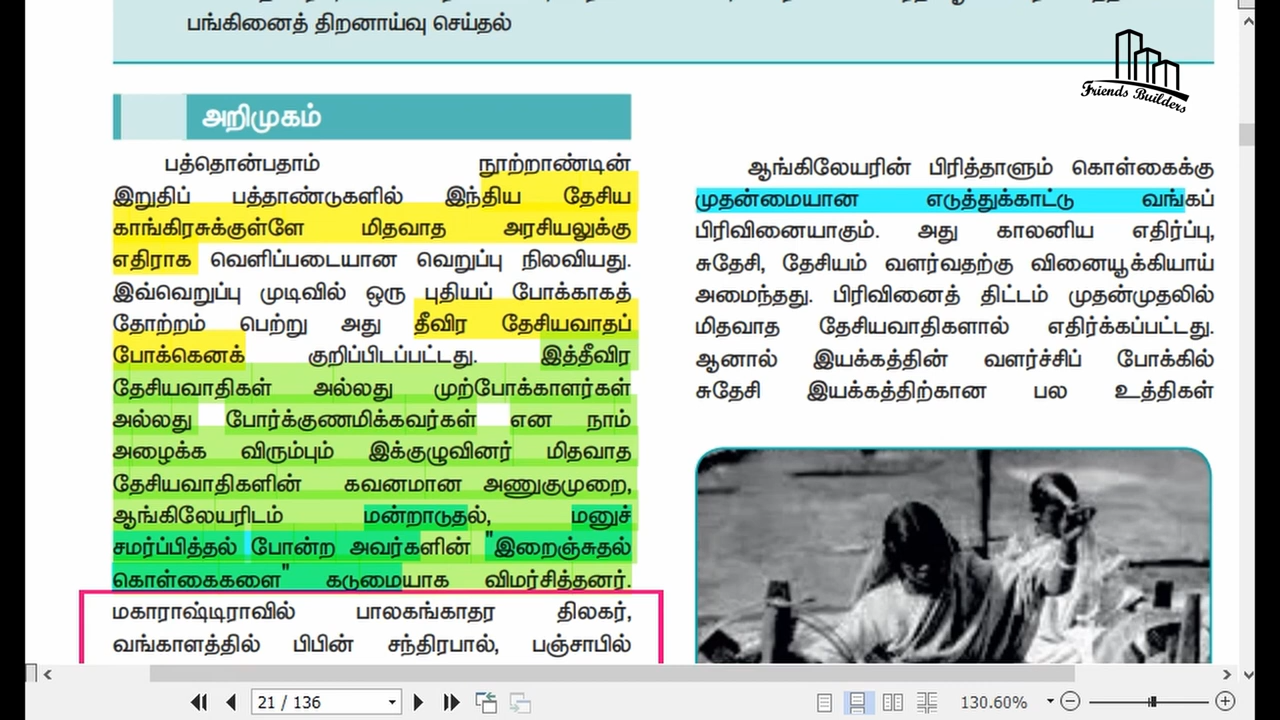 பங்கினைத் திறனாய்வு செய்தல்
Friends Builders
அறிமுகம்
பத்தொன்பதாம் நூற்றாண்டின்
இறுதிப் பத்தாண்டுகளில் இந்திய தேசிய
காங்கிரசுக்குள்ளே மிதவாத அரசியலுக்கு
எதிராக வெளிப்படையான வெறுப்பு நிலவியது.
இவ்வெறுப்பு முடிவில் ஒரு புதியப் போக்காகத்
தோற்றம் பெற்று அது தீவிர தேசியவாதப்
போக்கெனக் குறிப்பிடப்பட்டது. இத்தீவிர
தேசியவாதிகள் அல்லது முற்போக்காளர்கள்
அல்லது போர்க்குணமிக்கவர்கள் என நாம்
அழைக்க விரும்பும் இக்குழுவினர் மிதவாத
தேசியவாதிகளின் கவனமான அணுகுமுறை,
ஆங்கிலேயரிடம் மன்றாடுதல், மனுச்
சமர்ப்பித்தல் போன்ற அவர்களின் "இறைஞ்சுதல்
கொள்கைகளை" கடுமையாக விமர்சித்தனர்.
மகாராஷ்டிராவில் பாலகங்காதர திலகர்,
வங்காளத்தில் பிபின் சந்திரபால், பஞ்சாபில்
ஆங்கிலேயரின் பிரித்தாளும் கொள்கைக்கு
முதன்மையான எடுத்துக்காட்டு வங்கப்
பிரிவினையாகும். அது காலனிய எதிர்ப்பு,
சுதேசி, தேசியம் வளர்வதற்கு வினையூக்கியாய்
அமைந்தது. பிரிவினைத் திட்டம் முதன்முதலில்
மிதவாத தேசியவாதிகளால் எதிர்க்கப்பட்டது.
ஆனால் இயக்கத்தின் வளர்ச்சிப் போக்கில்
சுதேசி இயக்கத்திற்கான பல உத்திகள்
21 / 136
130.60%